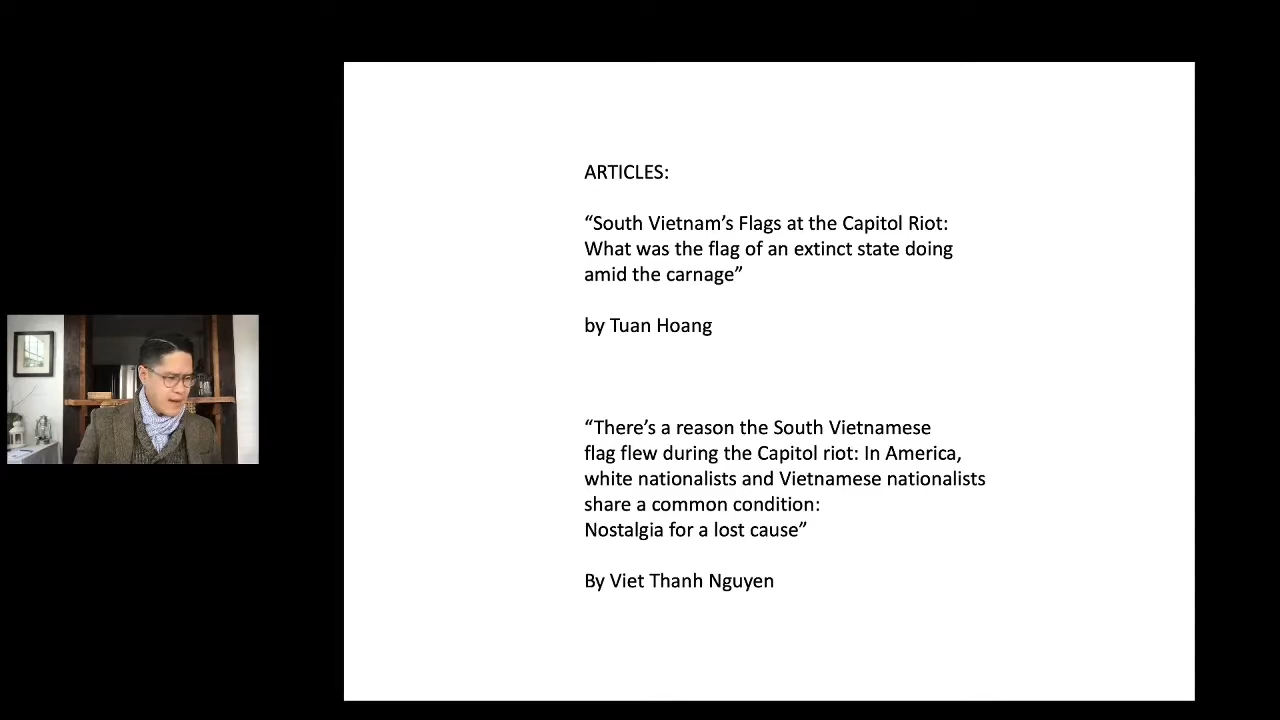 ARTICLES:
“South Vietnam’s Flags at the Capitol Riot:
What was the flag of an extinct state doing
amid the carnage”
by Tuan Hoang
“There’s a reason the South Vietnamese
flag flew during the Capitol riot: In America,
white nationalists and Vietnamese nationalists
share a common condition:
Nostalgia for a lost cause”
By Viet Thanh Nguyen